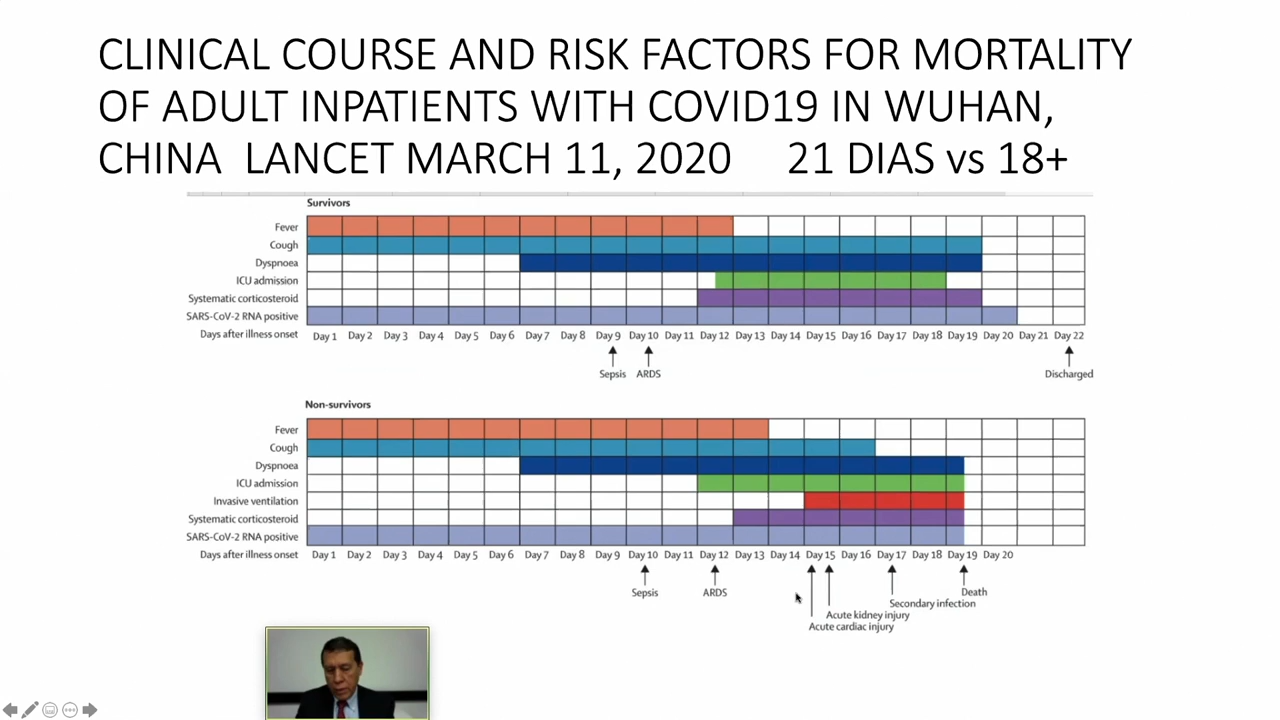 CLINICAL COURSE AND RISK FACTORS FOR MORTALITY
OF ADULT INPATIENTS WITH COVID19 IN WUHAN,
CHINA LANCET MARCH 11, 2020 21 DIAS vs 18+
Survivors
Fever
Cough
Dyspnoea
ICU admission
Systematic corticosteroid
SARS-CoV-2 RNA positive
Days after illness onset Day 1 Day 2 Day 3 Day 4 Day 5 Day 6 Day 7 Day 8 Day 9 Day 10 Day 11 Day 12 Day 13 Day 14 Day 15 Day 16 Day 17 Day 18 Day 19 Day 20 Day 21 Day 22
Sepsis ARDS Discharged
Non-survivors
Fever
Cough
Dyspnoea
ICU admission
Invasive ventilation
Systematic corticosteroid
SARS-CoV-2 RNA positive
Days after illness onset Day 1 Day 2 Day 3 Day 4 Day 5 Day 6 Day 7 Day 8 Day 9 Day 10 Day 11 Day 12 Day 13 Day 14 Day 15 Day 16 Day 17 Day 18 Day 19 Day 20
Sepsis ARDS Death
Secondary infection
Acute kidney injury
Acute cardiac injury